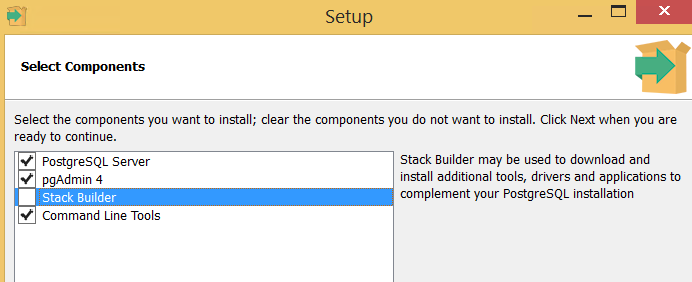 Setup
Select Components
Select the components you want to install; clear the components you do not want to install. Click Next when you are
ready to continue.
PostgreSQL Server
pgAdmin 4
Stack Builder
Command Line Tools
Stack Builder may be used to download and
install additional tools, drivers and applications to
complement your PostgreSQL installation